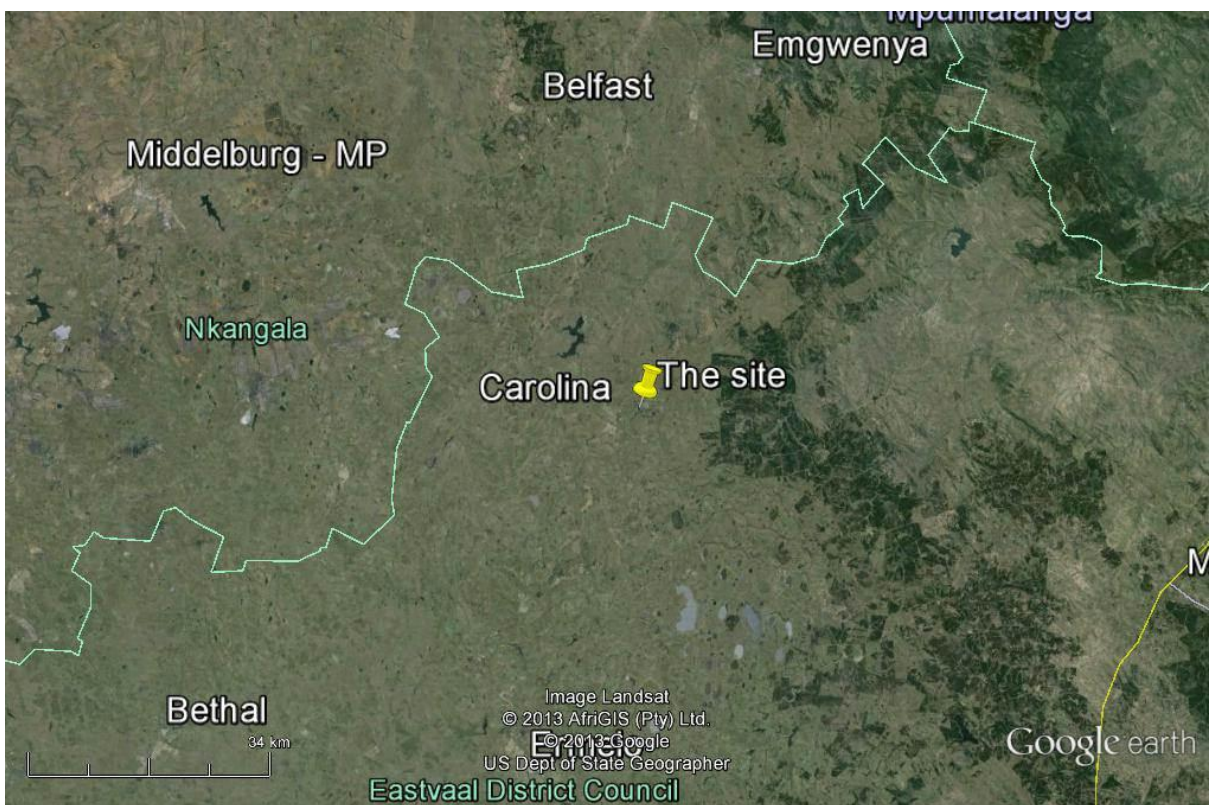 Mpumalanga
Emgwenya
Belfast
Middelburg - MP
Nkangala
Carolina
The site
M
Bethal
34 km
Image Landsat
© 2013 AfriGIS (Pty) Ltd.
Ermelo
© 2013 Google
US Dept of State Geographer
Google earth
Eastvaal District Council